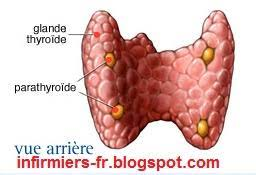 glande
thyroïde
parathyroïde
vue arrière
infirmiers-fr.blogspot.com